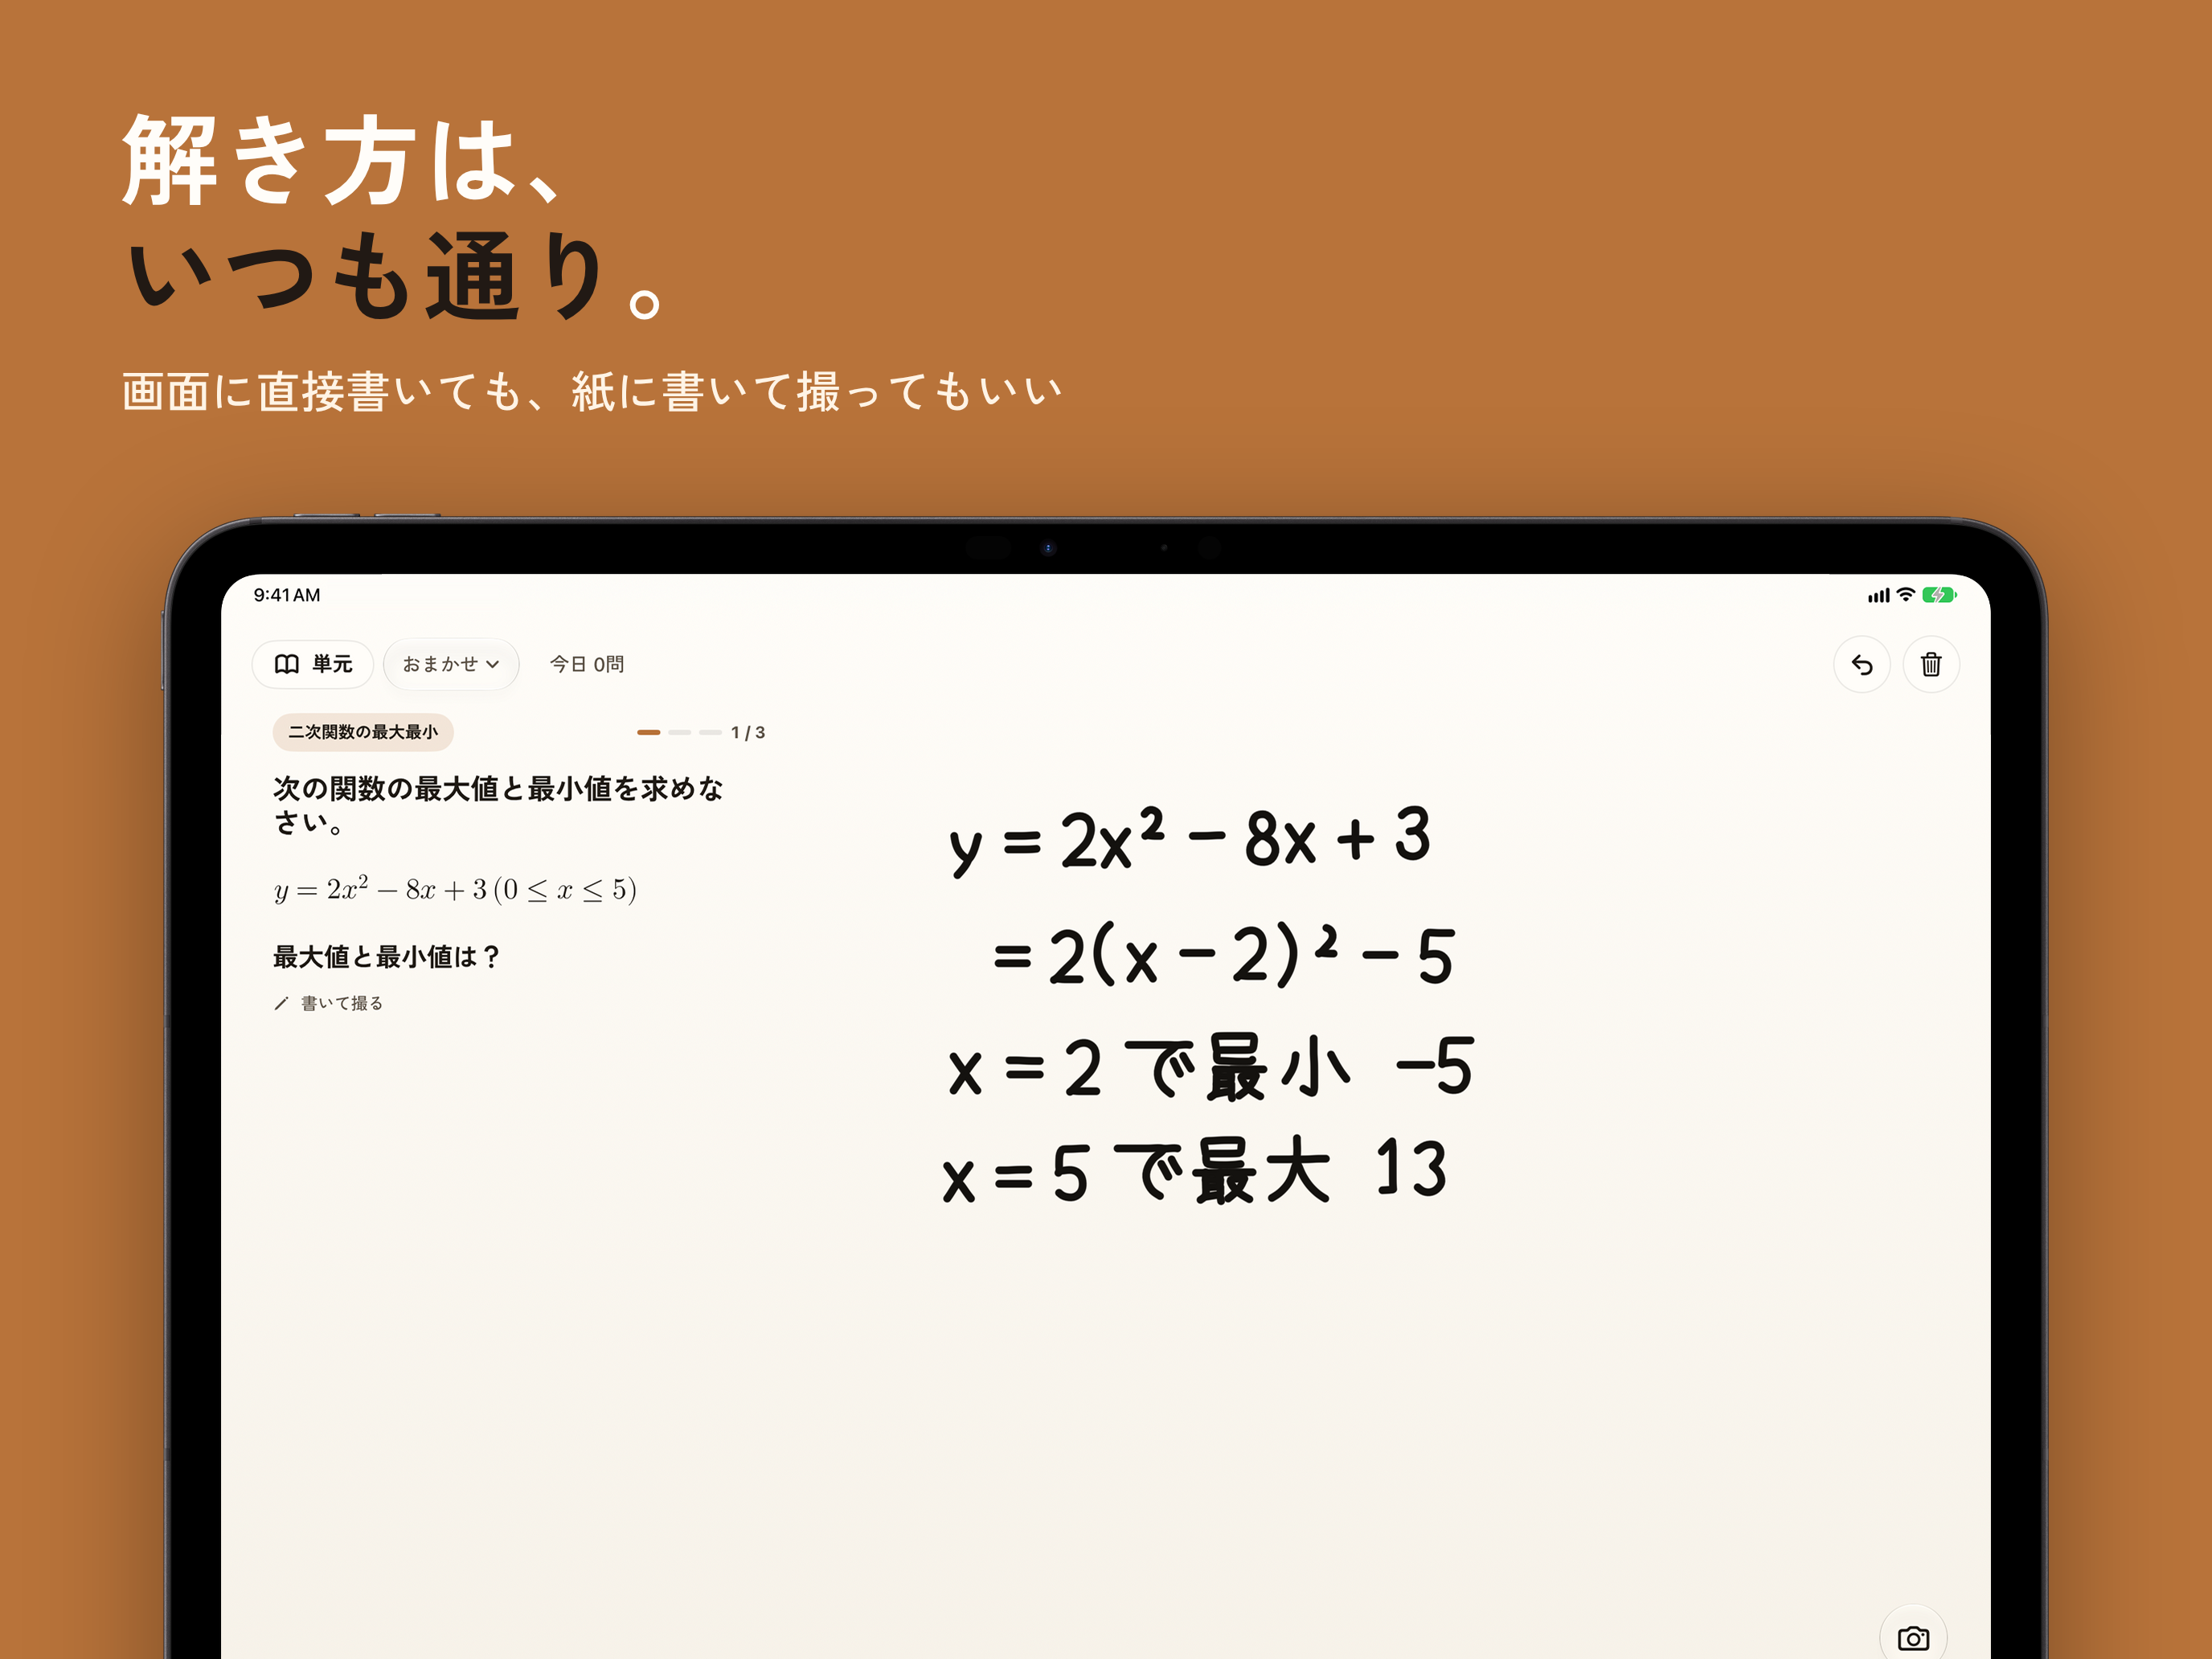 解き方は、
いつも通り。
画面に直接書いても、紙に書いて撮ってもいい
9:41 AM
単元 おまかせ 今日 0問
二次関数の最大最小 1 / 3
次の関数の最大値と最小値を求めな
さい。
y = 2x² − 8x + 3 (0 ≤ x ≤ 5)
最大値と最小値は？
書いて撮る
y = 2x² − 8x + 3
= 2(x − 2)² − 5
x = 2 で最小 −5
x = 5 で最大 13